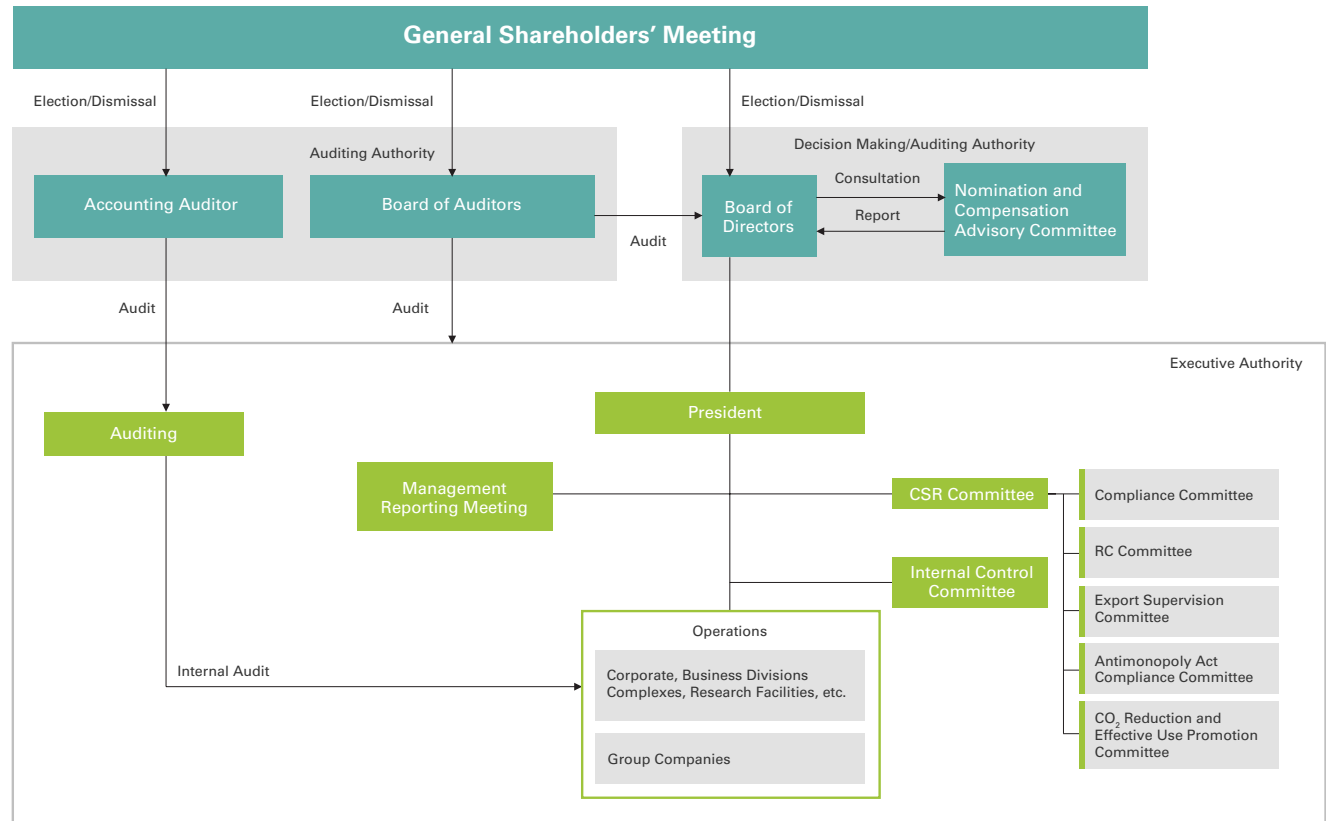 General Shareholders’ Meeting
Election/Dismissal
Election/Dismissal
Election/Dismissal
Auditing Authority
Decision Making/Auditing Authority
Accounting Auditor
Board of Auditors
Audit
Board of
Directors
Consultation
Report
Nomination and
Compensation
Advisory Committee
Audit
Audit
Executive Authority
Auditing
President
Management
Reporting Meeting
CSR Committee
Internal Control
Committee
Compliance Committee
RC Committee
Export Supervision
Committee
Antimonopoly Act
Compliance Committee
CO₂ Reduction and
Effective Use Promotion
Committee
Internal Audit
Operations
Corporate, Business Divisions
Complexes, Research Facilities, etc.
Group Companies